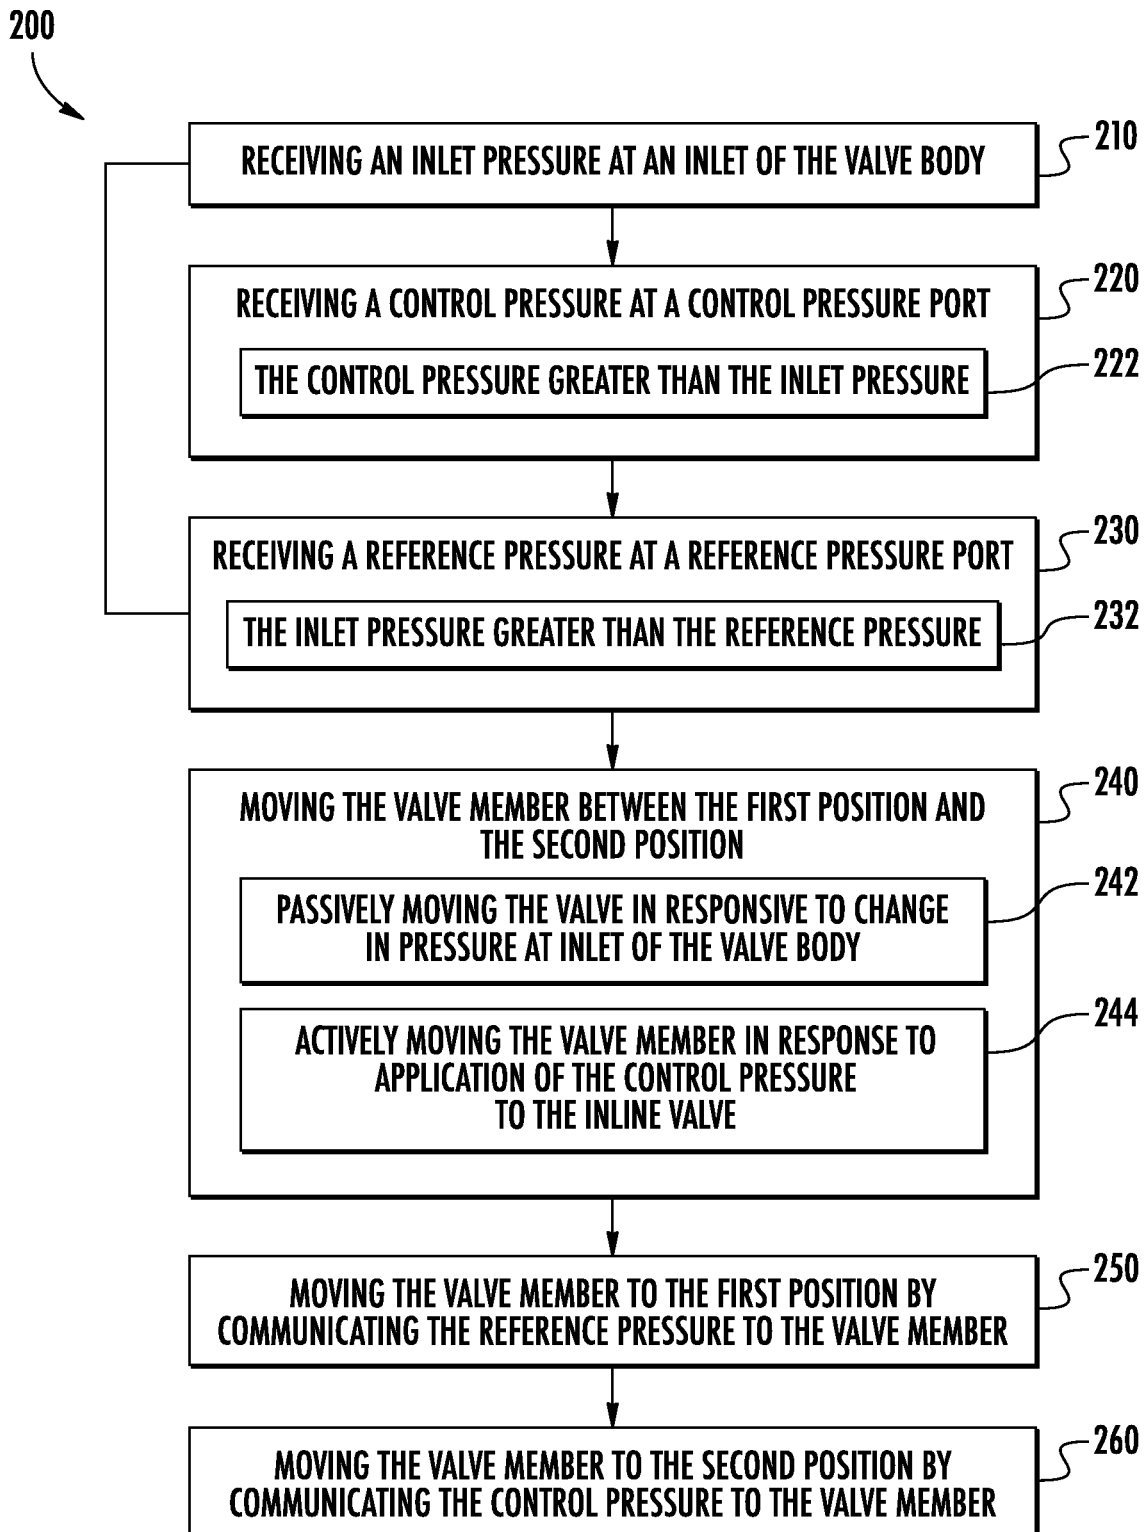 200
RECEIVING AN INLET PRESSURE AT AN INLET OF THE VALVE BODY
210
RECEIVING A CONTROL PRESSURE AT A CONTROL PRESSURE PORT
220
THE CONTROL PRESSURE GREATER THAN THE INLET PRESSURE
222
RECEIVING A REFERENCE PRESSURE AT A REFERENCE PRESSURE PORT
230
THE INLET PRESSURE GREATER THAN THE REFERENCE PRESSURE
232
MOVING THE VALVE MEMBER BETWEEN THE FIRST POSITION AND
THE SECOND POSITION
240
PASSIVELY MOVING THE VALVE IN RESPONSIVE TO CHANGE
IN PRESSURE AT INLET OF THE VALVE BODY
242
ACTIVELY MOVING THE VALVE MEMBER IN RESPONSE TO
APPLICATION OF THE CONTROL PRESSURE
TO THE INLINE VALVE
244
MOVING THE VALVE MEMBER TO THE FIRST POSITION BY
COMMUNICATING THE REFERENCE PRESSURE TO THE VALVE MEMBER
250
MOVING THE VALVE MEMBER TO THE SECOND POSITION BY
COMMUNICATING THE CONTROL PRESSURE TO THE VALVE MEMBER
260